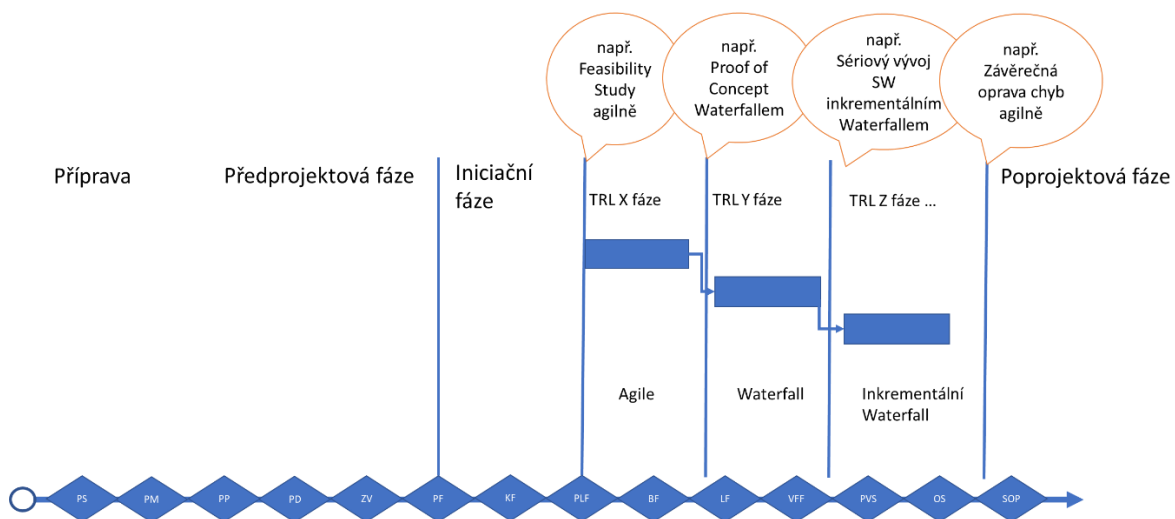 např.
Feasibility
Study
agilně
např.
Proof of
Concept
Waterfallem
např.
Sériový vývoj
SW
inkrementálním
Waterfallem
např.
Závěrečná
oprava chyb
agilně
Příprava
Předprojektová fáze
Iniciační
fáze
Poprojektová fáze
TRL X fáze
TRL Y fáze
TRL Z fáze ...
Agile
Waterfall
Inkrementální
Waterfall
PS
PM
PP
PD
ZV
PF
KF
PLF
BF
LF
VFF
PVS
OS
SOP